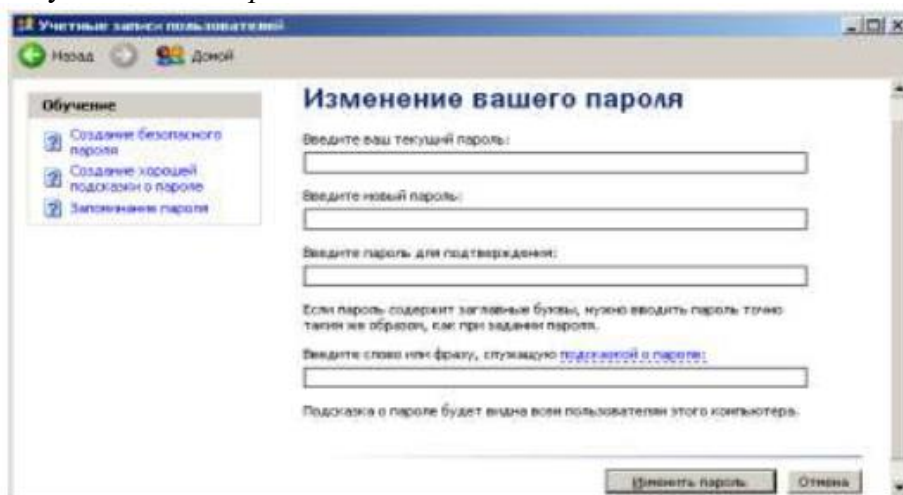 Учетные записи пользователей
Назад Домой
Обучение
Создание безопасного
пароля
Создание хорошей
подсказки о пароле
Запоминание пароля
Изменение вашего пароля
Введите ваш текущий пароль:
Введите новый пароль:
Введите пароль для подтверждения:
Если пароль содержит заглавные буквы, нужно вводить пароль точно
таким же образом, как при задании пароля.
Введите слово или фразу, служащую подсказкой о пароле:
Подсказка о пароле будет видна всем пользователям этого компьютера.
Изменить пароль Отмена